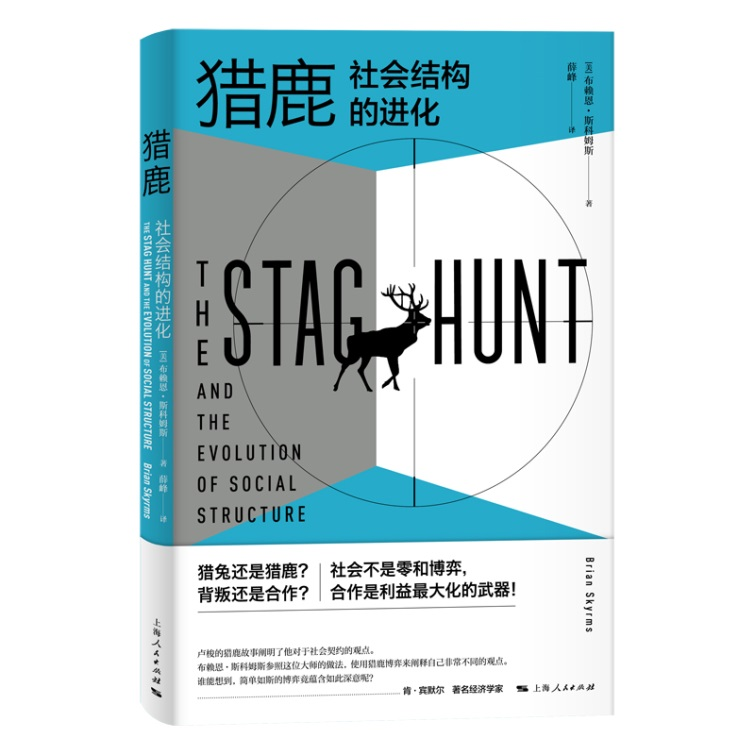 猎鹿
社会结构
的进化
[美] 布赖恩·斯科姆斯 著
薛峰 译
THE
STAG HUNT
AND
THE
EVOLUTION
OF SOCIAL
STRUCTURE
Brian Skyrms
猎兔还是猎鹿?
背叛还是合作?
社会不是零和博弈,
合作是利益最大化的武器!
卢梭的猎鹿故事阐明了他对于社会契约的观点。
布赖恩·斯科姆斯参照这位大师的做法,使用猎鹿博弈来阐释自己非常不同的观点。
谁能想到,简单如斯的博弈竟蕴含如此深意呢?
肯·宾默尔 著名经济学家
上海人民出版社
猎鹿
社会结构的进化
THE STAG HUNT AND THE EVOLUTION OF SOCIAL STRUCTURE
[美] 布赖恩·斯科姆斯 著
薛峰 译
Brian Skyrms
上海人民出版社